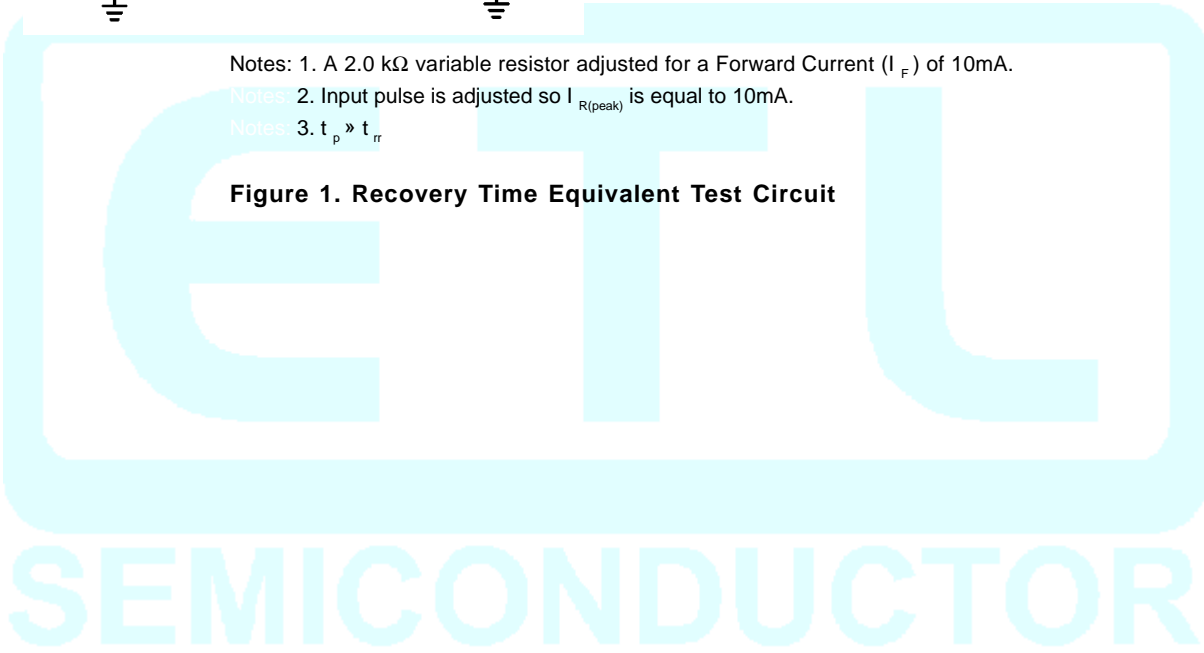 Notes: 1. A 2.0 kΩ variable resistor adjusted for a Forward Current (I F ) of 10mA.
Notes: 2. Input pulse is adjusted so I R(peak) is equal to 10mA.
Notes: 3. t p » t rr
Figure 1. Recovery Time Equivalent Test Circuit
ETL
SEMICONDUCTOR